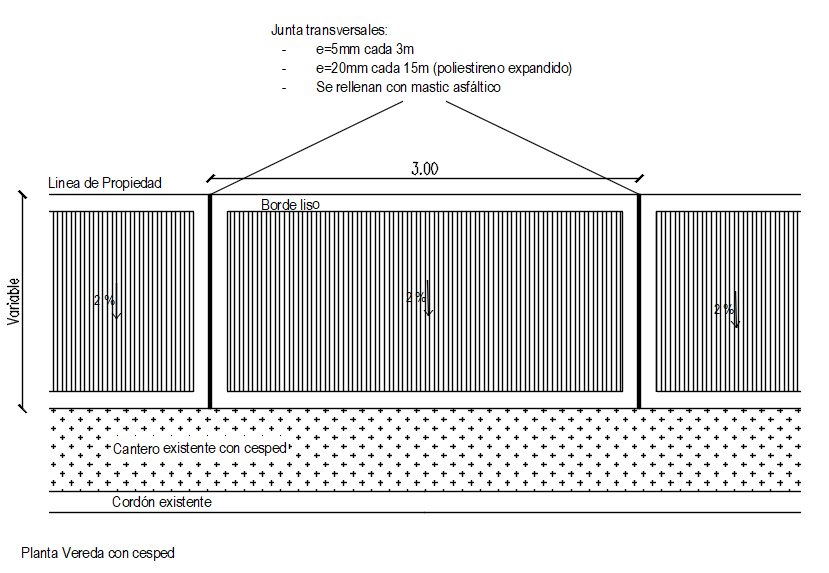 Junta transversales:
- e=5mm cada 3m
- e=20mm cada 15m (poliestireno expandido)
- Se rellenan con mastic asfáltico
3.00
Linea de Propiedad
Borde liso
Variable
2 %
2 %
2 %
Cantero existente con cesped
Cordón existente
Planta Vereda con cesped